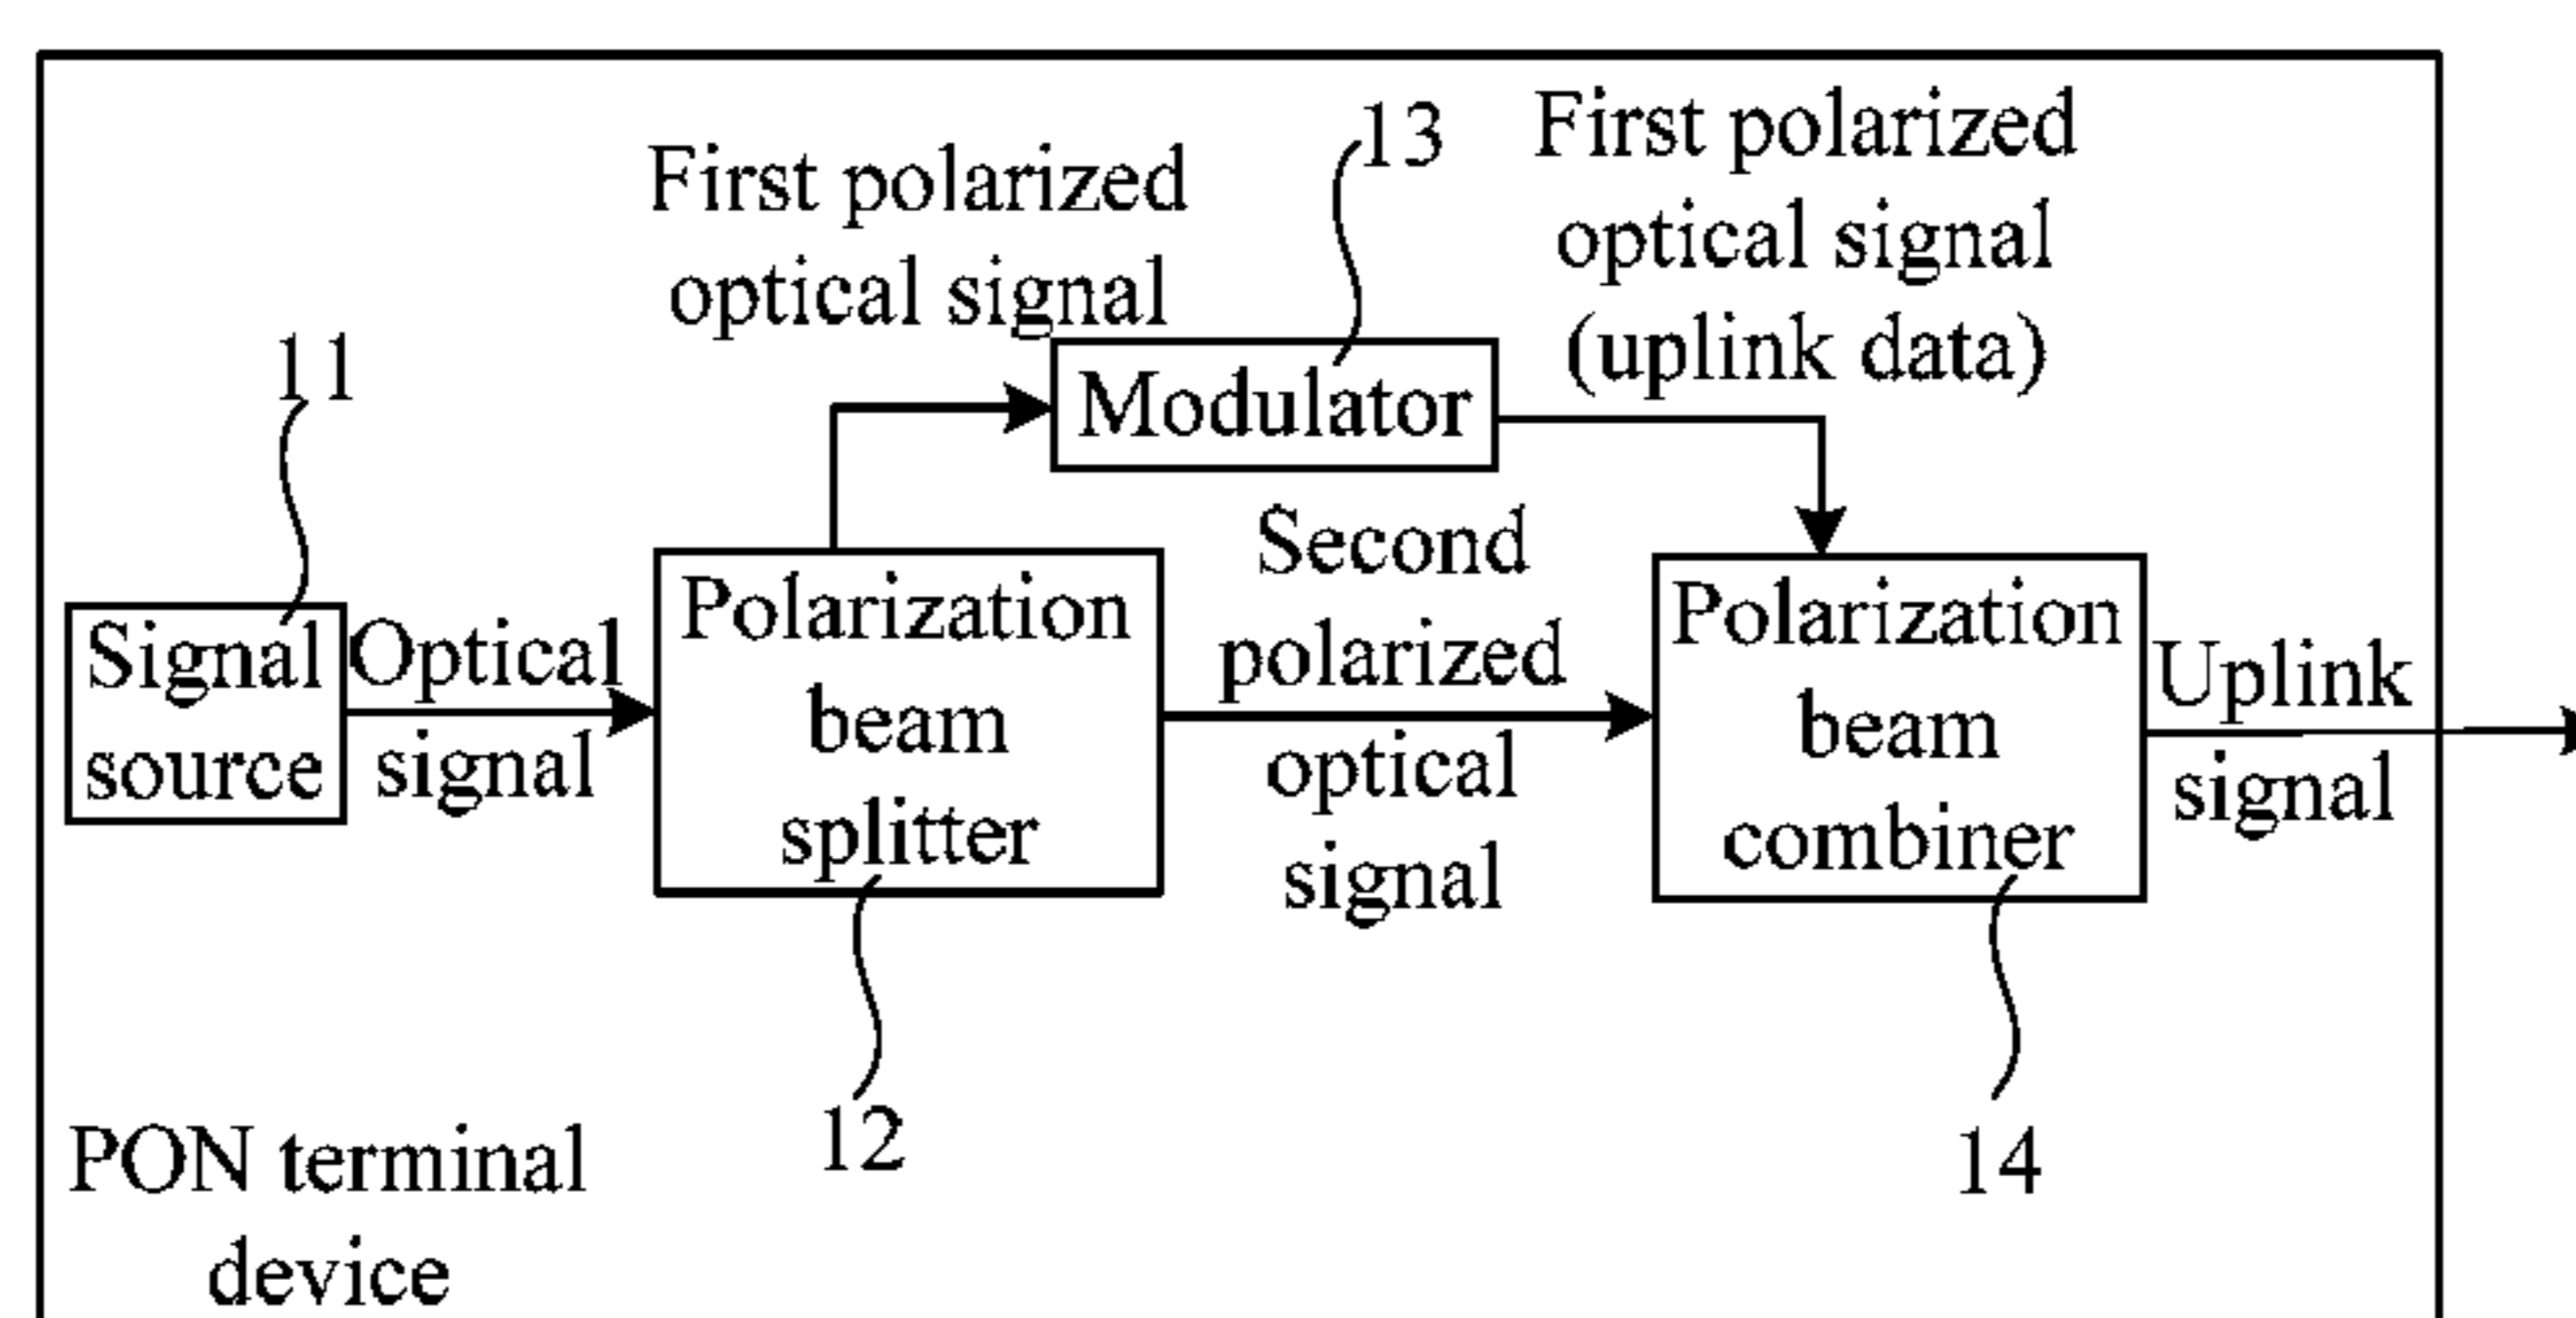 13
First polarized
optical signal
(uplink data)
First polarized
optical signal
11
Modulator
Signal
source
Optical
signal
Polarization
beam
splitter
Second
polarized
optical
signal
Polarization
beam
combiner
Uplink
signal
12
14
PON terminal
device